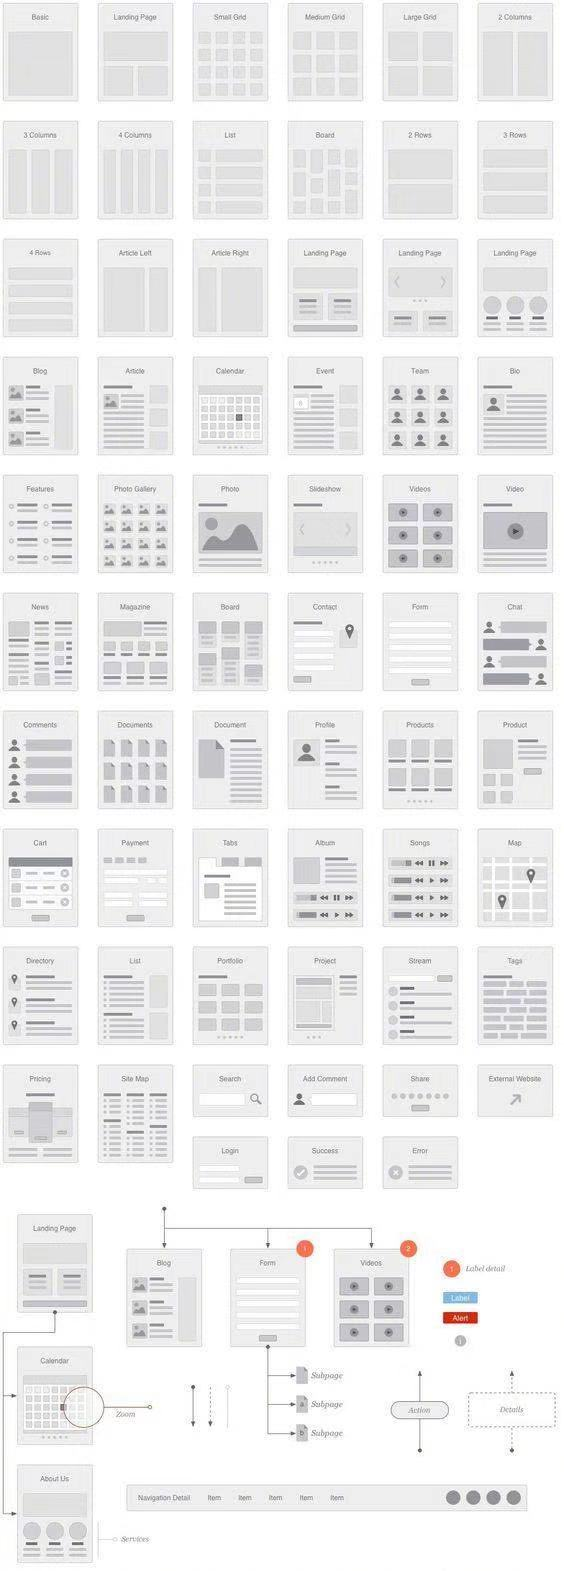 Basic
Landing Page
Small Grid
Medium Grid
Large Grid
2 Columns
3 Columns
4 Columns
List
Board
2 Rows
3 Rows
4 Rows
Article Left
Article Right
Landing Page
Landing Page
Landing Page
Blog
Article
Calendar
Event
8
Team
Bio
Features
Photo Gallery
Photo
Slideshow
Videos
Video
News
Magazine
Board
Contact
Form
Chat
Comments
Documents
Document
Profile
Products
Product
Cart
Payment
Tabs
Album
Songs
Map
Directory
List
Portfolio
Project
Stream
Tags
Pricing
Site Map
Search
Add Comment
Share
External Website
Login
Success
Error
Landing Page
Blog
Form
1
Videos
2
1 Label detail
Label
Alert
i
Calendar
Zoom
Subpage
a Subpage
b Subpage
Action
Details
About Us
Navigation Detail Item Item Item Item Item
Services